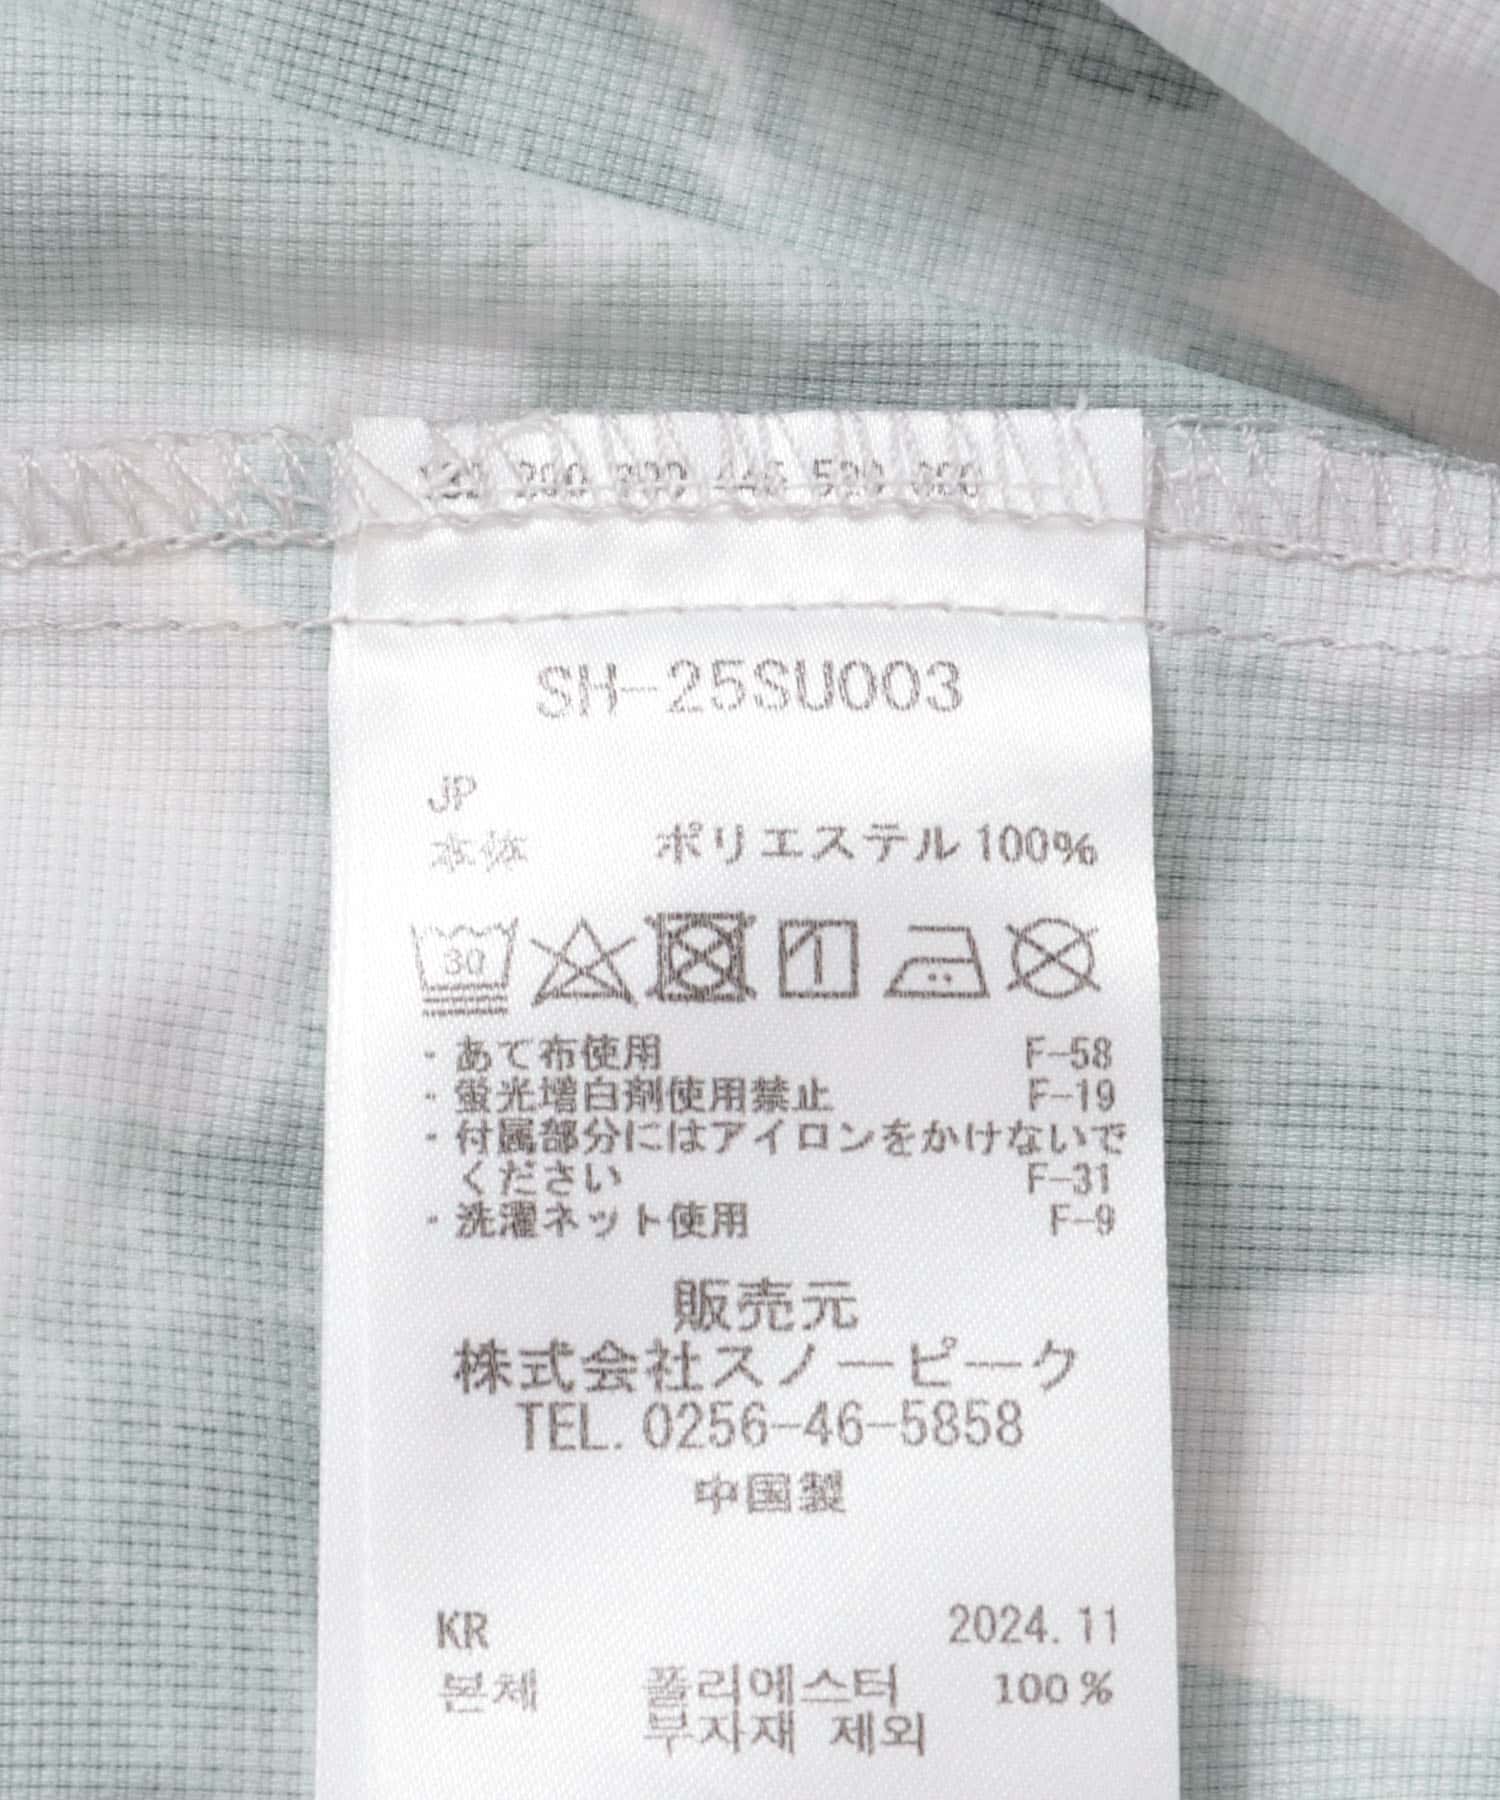 SH-25SU003
JP
本体 ポリエステル100%
30
・あて布使用 F-58
・蛍光増白剤使用禁止 F-19
・付属部分にはアイロンをかけないで
ください F-31
・洗濯ネット使用 F-9
販売元
株式会社スノーピーク
TEL. 0256-46-5858
中国製
KR 2024.11
본체 폴리에스터 100%
부자재 제외